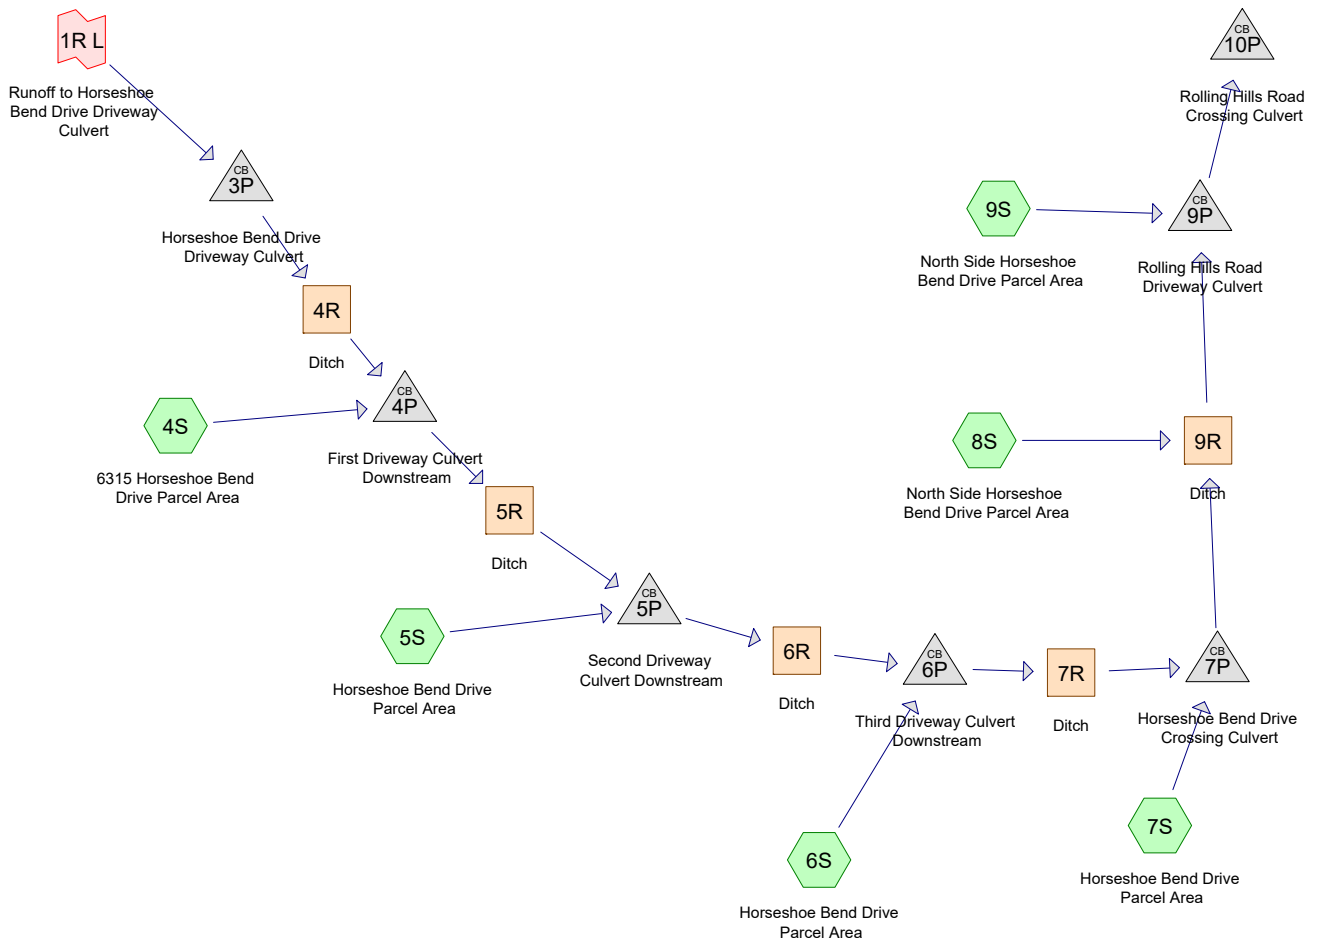 1R L
Runoff to Horseshoe
Bend Drive Driveway
Culvert
CB
3P
Horseshoe Bend Drive
Driveway Culvert
4R
Ditch
CB
4P
First Driveway Culvert
Downstream
4S
6315 Horseshoe Bend
Drive Parcel Area
5R
Ditch
5S
Horseshoe Bend Drive
Parcel Area
CB
5P
Second Driveway
Culvert Downstream
6R
Ditch
CB
6P
Third Driveway Culvert
Downstream
6S
Horseshoe Bend Drive
Parcel Area
7R
Ditch
CB
7P
Horseshoe Bend Drive
Crossing Culvert
7S
Horseshoe Bend Drive
Parcel Area
8S
North Side Horseshoe
Bend Drive Parcel Area
9R
Ditch
9S
North Side Horseshoe
Bend Drive Parcel Area
CB
9P
Rolling Hills Road
Driveway Culvert
CB
10P
Rolling Hills Road
Crossing Culvert